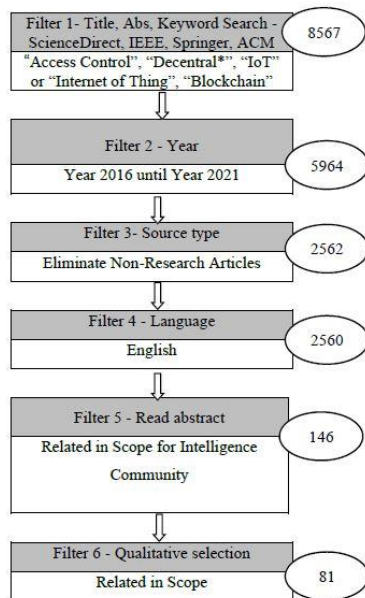 Filter 1- Title, Abs, Keyword Search -
ScienceDirect, IEEE, Springer, ACM
8567
“Access Control”, “Decentral*”, “IoT”
or “Internet of Thing”, “Blockchain”
Filter 2 - Year
5964
Year 2016 until Year 2021
Filter 3- Source type
2562
Eliminate Non-Research Articles
Filter 4 - Language
2560
English
Filter 5 - Read abstract
146
Related in Scope for Intelligence
Community
Filter 6 - Qualitative selection
81
Related in Scope